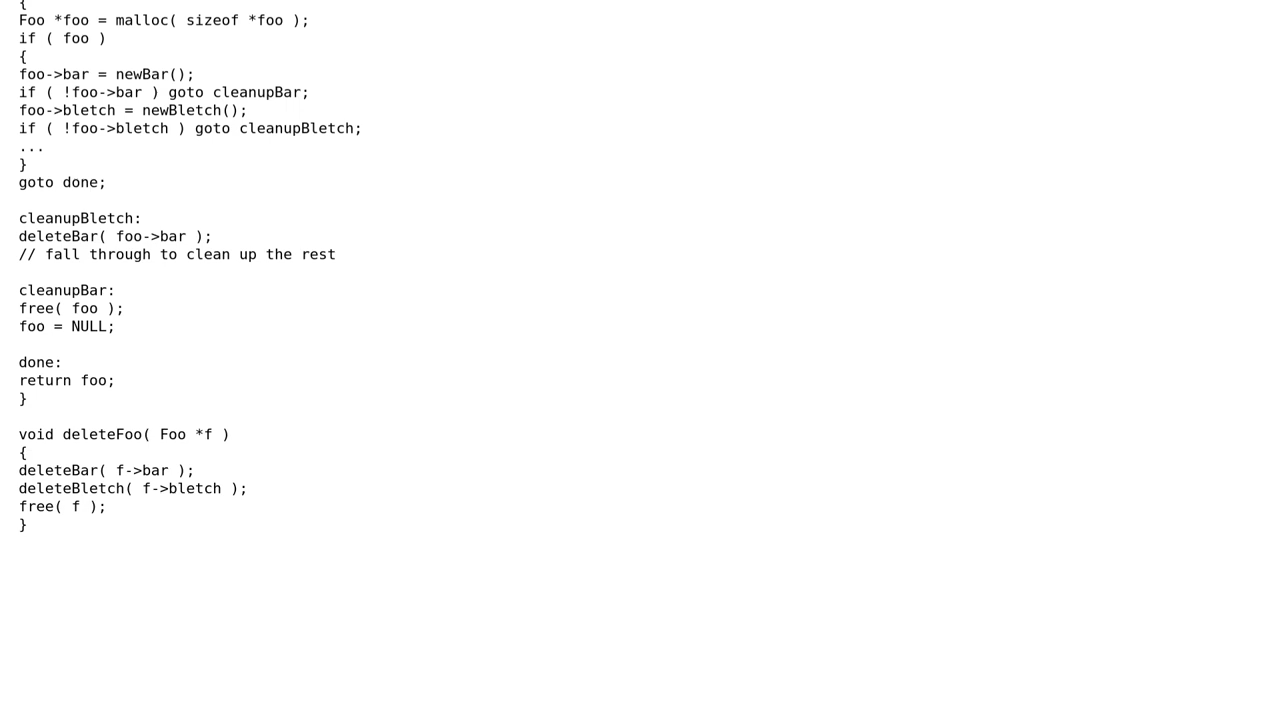 {
Foo *foo = malloc( sizeof *foo );
if ( foo )
{
foo->bar = newBar();
if ( !foo->bar ) goto cleanupBar;
foo->bletch = newBletch();
if ( !foo->bletch ) goto cleanupBletch;
...
}
goto done;

cleanupBletch:
deleteBar( foo->bar );
// fall through to clean up the rest

cleanupBar:
free( foo );
foo = NULL;

done:
return foo;
}

void deleteFoo( Foo *f )
{
deleteBar( f->bar );
deleteBletch( f->bletch );
free( f );
}